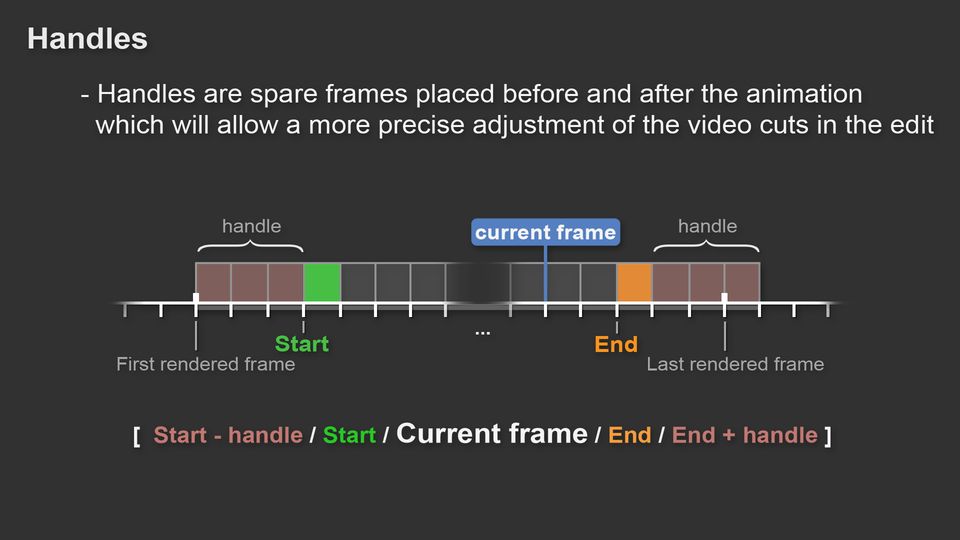 Handles
- Handles are spare frames placed before and after the animation
which will allow a more precise adjustment of the video cuts in the edit
handle
current frame
handle
Start
...
End
First rendered frame
Last rendered frame
[ Start - handle / Start / Current frame / End / End + handle ]